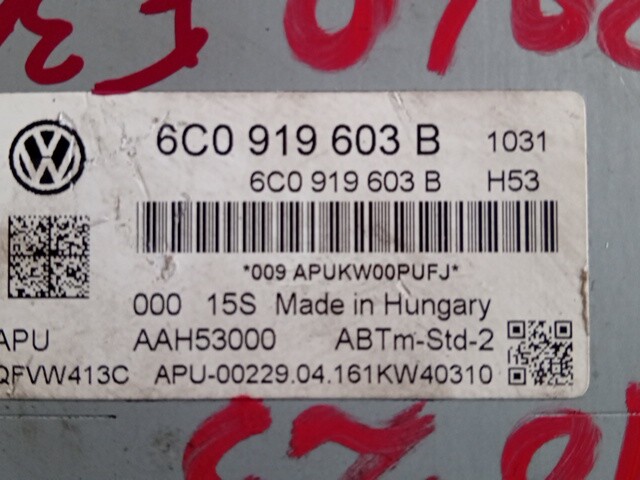 6C0 919 603 B 1031
6C0 919 603 B H53
*009 APUKW00PUFJ*
000 15S Made in Hungary
APU AAH53000 ABTm-Std-2
QFVW413C APU-00229.04.161KW40310